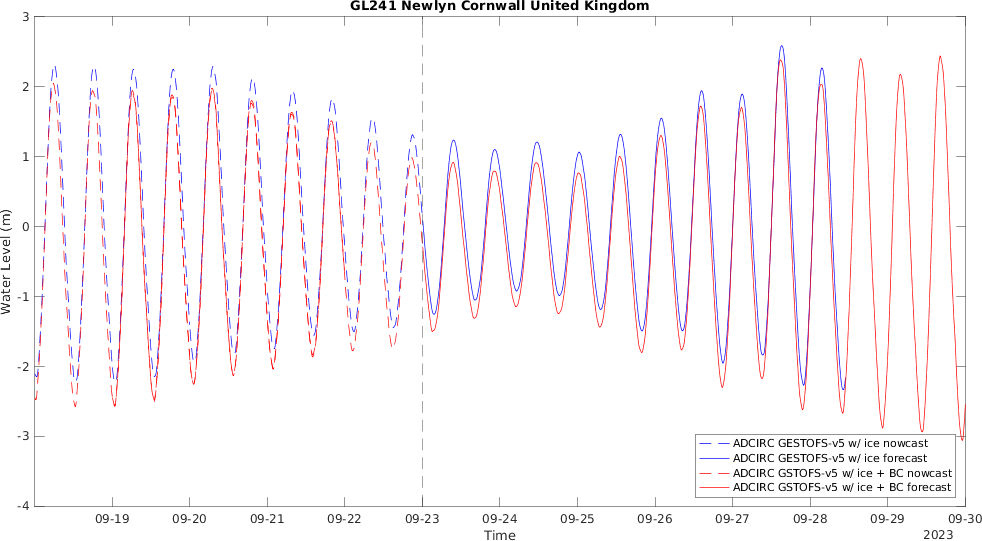 GL241 Newlyn Cornwall United Kingdom
3
2
1
0
-1
-2
-3
-4
Water Level (m)
ADCIRC GESTOFS-v5 w/ ice nowcast
ADCIRC GESTOFS-v5 w/ ice forecast
ADCIRC GSTOFS-v5 w/ ice + BC nowcast
ADCIRC GSTOFS-v5 w/ ice + BC forecast
09-19 09-20 09-21 09-22 09-23 09-24 09-25 09-26 09-27 09-28 09-29 09-30
Time
2023